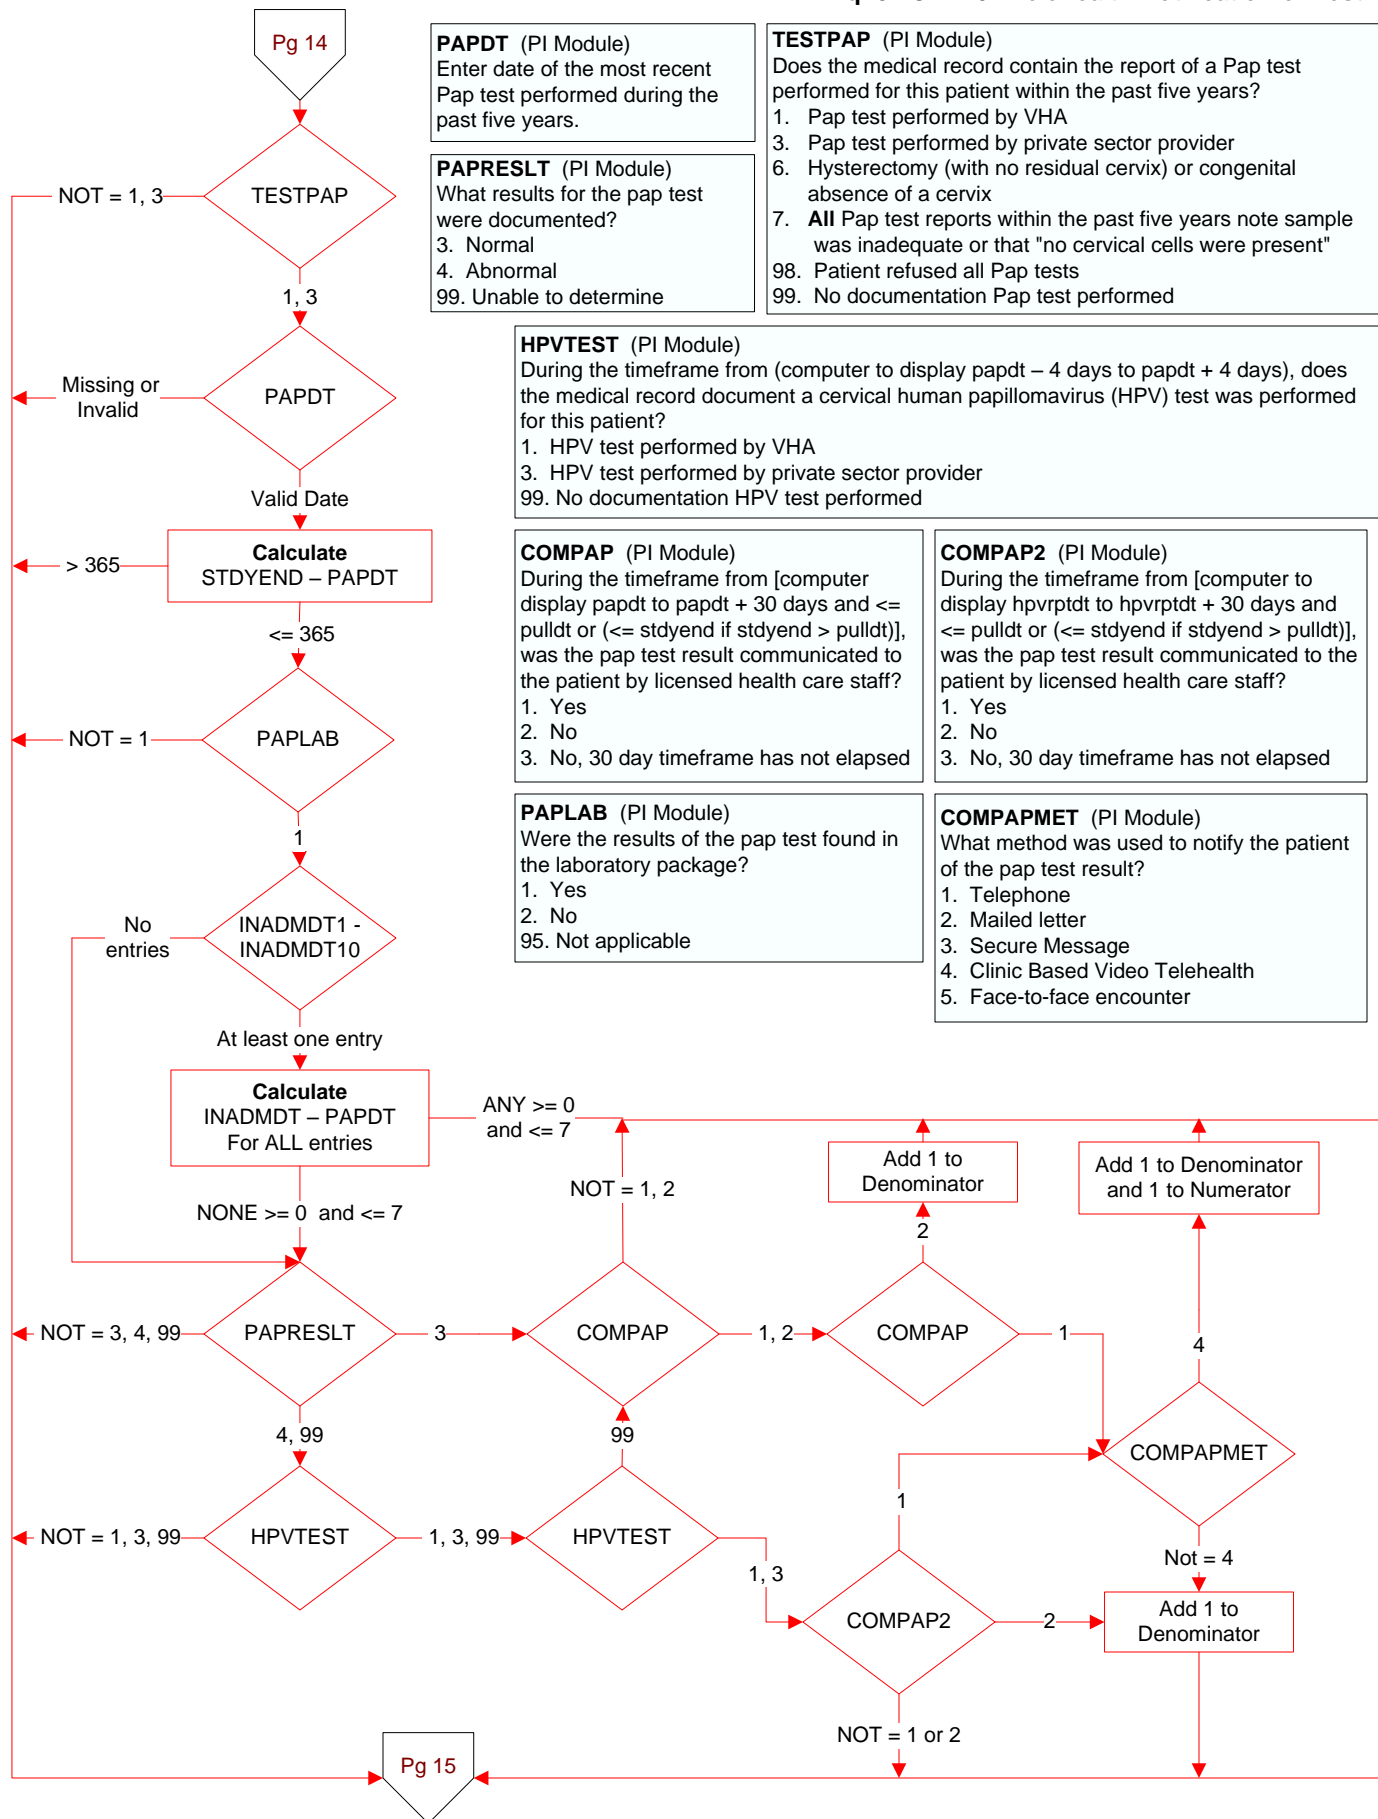 Pg 14
PAPDT (PI Module)
Enter date of the most recent
Pap test performed during the
past five years.
TESTPAP (PI Module)
Does the medical record contain the report of a Pap test
performed for this patient within the past five years?
1. Pap test performed by VHA
3. Pap test performed by private sector provider
6. Hysterectomy (with no residual cervix) or congenital
absence of a cervix
7. All Pap test reports within the past five years note sample
was inadequate or that "no cervical cells were present"
98. Patient refused all Pap tests
99. No documentation Pap test performed
PAPRESLT (PI Module)
What results for the pap test
were documented?
3. Normal
4. Abnormal
99. Unable to determine
NOT = 1, 3
TESTPAP
1, 3
HPVTEST (PI Module)
During the timeframe from (computer to display papdt – 4 days to papdt + 4 days), does
the medical record document a cervical human papillomavirus (HPV) test was performed
for this patient?
1. HPV test performed by VHA
3. HPV test performed by private sector provider
99. No documentation HPV test performed
Missing or
Invalid
PAPDT
Valid Date
Calculate
STDYEND – PAPDT
> 365
<= 365
COMPAP (PI Module)
During the timeframe from [computer
display papdt to papdt + 30 days and <=
pulldt or (<= stdyend if stdyend > pulldt)],
was the pap test result communicated to
the patient by licensed health care staff?
1. Yes
2. No
3. No, 30 day timeframe has not elapsed
COMPAP2 (PI Module)
During the timeframe from [computer to
display hpvrptdt to hpvrptdt + 30 days and
<= pulldt or (<= stdyend if stdyend > pulldt)],
was the pap test result communicated to the
patient by licensed health care staff?
1. Yes
2. No
3. No, 30 day timeframe has not elapsed
NOT = 1
PAPLAB
1
PAPLAB (PI Module)
Were the results of the pap test found in
the laboratory package?
1. Yes
2. No
95. Not applicable
COMPAPMET (PI Module)
What method was used to notify the patient
of the pap test result?
1. Telephone
2. Mailed letter
3. Secure Message
4. Clinic Based Video Telehealth
5. Face-to-face encounter
No
entries
INADMDT1 -
INADMDT10
At least one entry
Calculate
INADMDT – PAPDT
For ALL entries
ANY >= 0
and <= 7
NONE >= 0 and <= 7
NOT = 1, 2
Add 1 to
Denominator
2
Add 1 to Denominator
and 1 to Numerator
4
NOT = 3, 4, 99
PAPRESLT
3
COMPAP
1, 2
COMPAP
1
4, 99
99
COMPAPMET
1
NOT = 1, 3, 99
HPVTEST
1, 3, 99
HPVTEST
1, 3
Not = 4
COMPAP2
2
Add 1 to
Denominator
NOT = 1 or 2
Pg 15